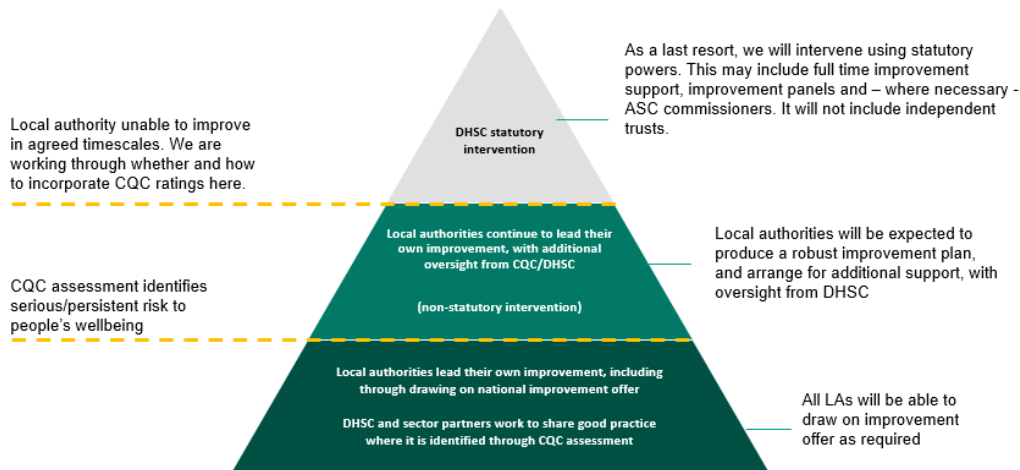 As a last resort, we will intervene using statutory
powers. This may include full time improvement
support, improvement panels and – where necessary -
ASC commissioners. It will not include independent
trusts.
DHSC statutory
intervention
Local authority unable to improve
in agreed timescales. We are
working through whether and how
to incorporate CQC ratings here.
Local authorities continue to lead their
own improvement, with additional
oversight from CQC/DHSC
(non-statutory intervention)
Local authorities will be expected to
produce a robust improvement plan,
and arrange for additional support, with
oversight from DHSC
CQC assessment identifies
serious/persistent risk to
people's wellbeing
Local authorities lead their own improvement, including
through drawing on national improvement offer
DHSC and sector partners work to share good practice
where it is identified through CQC assessment
All LAs will be able to
draw on improvement
offer as required